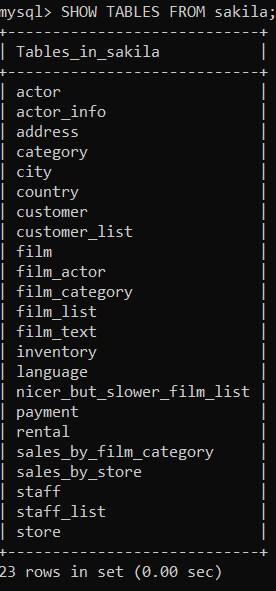 mysql> SHOW TABLES FROM sakila;
+----------------------------+
| Tables_in_sakila           |
+----------------------------+
| actor                      |
| actor_info                 |
| address                    |
| category                   |
| city                       |
| country                    |
| customer                   |
| customer_list              |
| film                       |
| film_actor                 |
| film_category              |
| film_list                  |
| film_text                  |
| inventory                  |
| language                   |
| nicer_but_slower_film_list |
| payment                    |
| rental                     |
| sales_by_film_category     |
| sales_by_store             |
| staff                      |
| staff_list                 |
| store                      |
+----------------------------+
23 rows in set (0.00 sec)